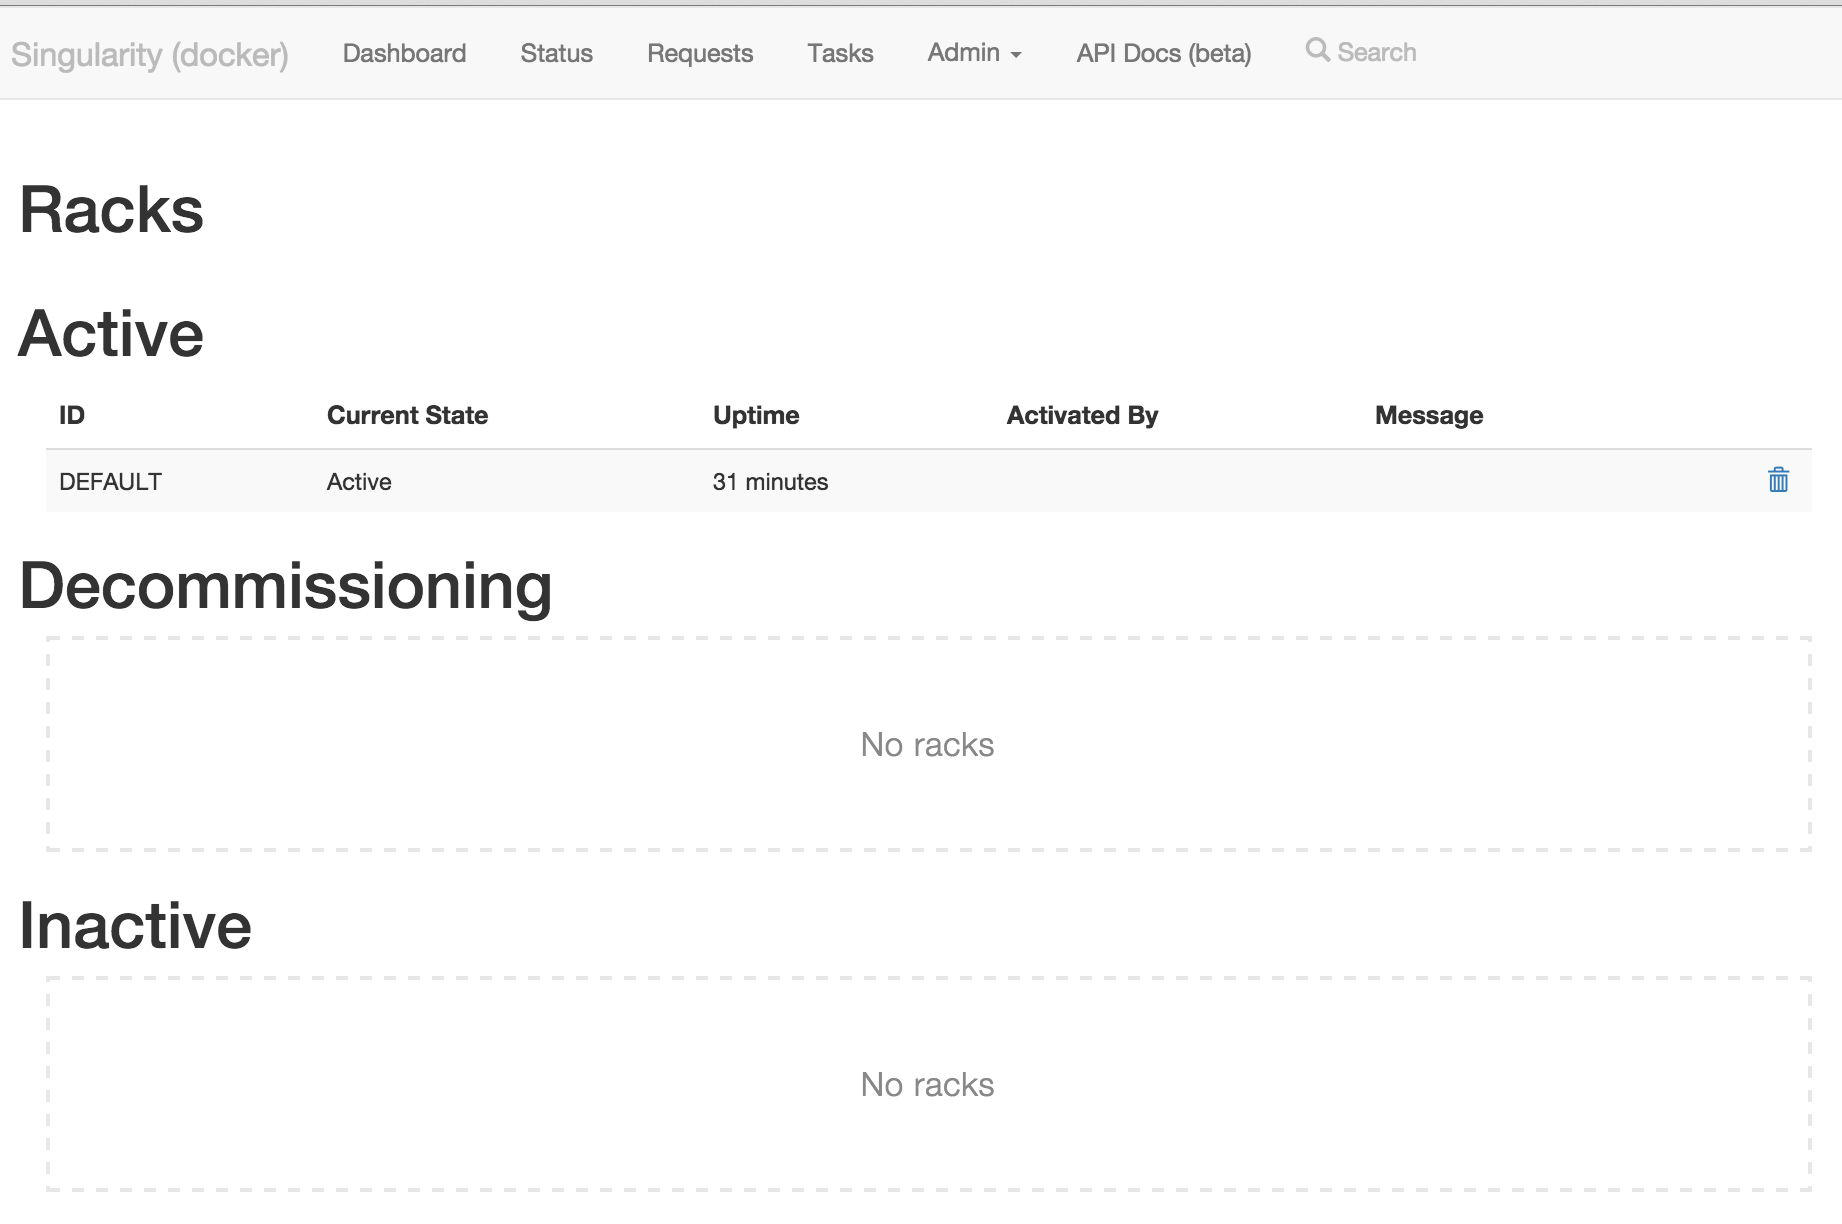 Singularity (docker) Dashboard Status Requests Tasks Admin API Docs (beta) Search
Racks
Active
ID Current State Uptime Activated By Message
DEFAULT Active 31 minutes
Decommissioning
No racks
Inactive
No racks